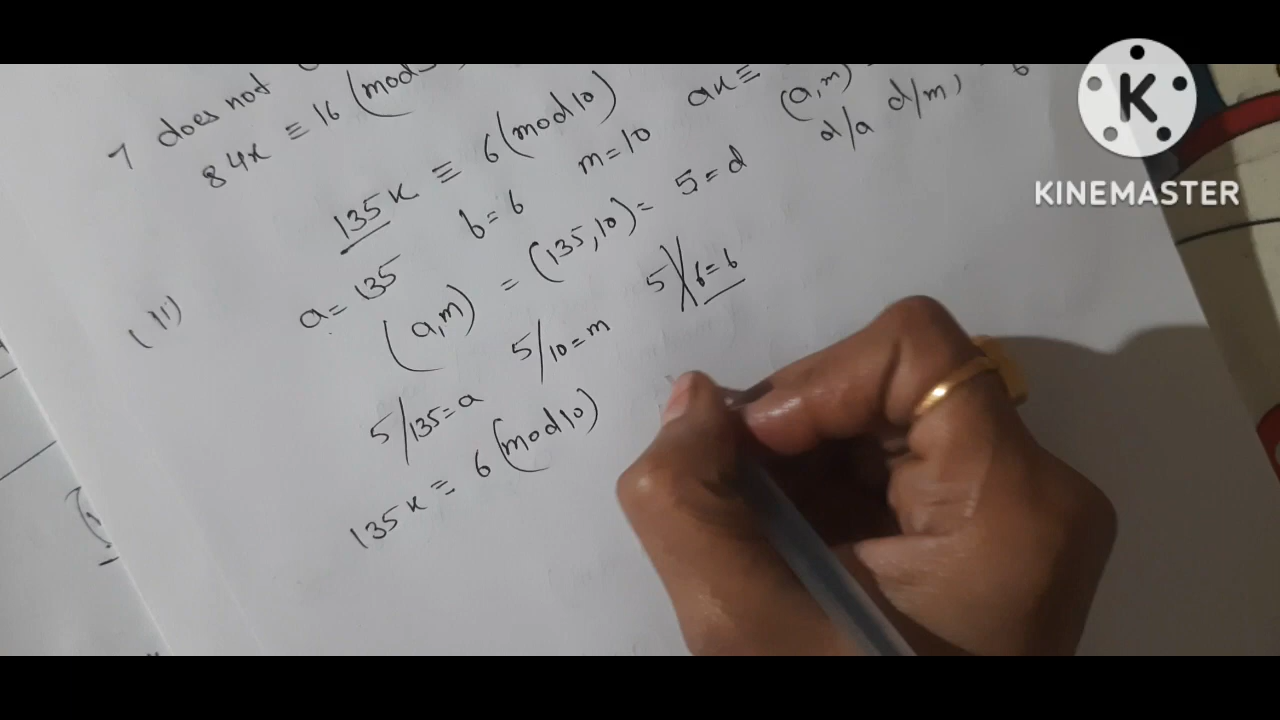 7 does not
84x ≡ 16 (mod
135x ≡ 6 (mod 10) ax ≡
a = 135 b = 6 m = 10 (a,m)
(a,m) = (135,10) = 5 = d d/a d/m)
(ii)
5/135 = a 5/10 = m 5 ∤ 6 = b
135x ≡ 6 (mod 10)
K
KINEMASTER